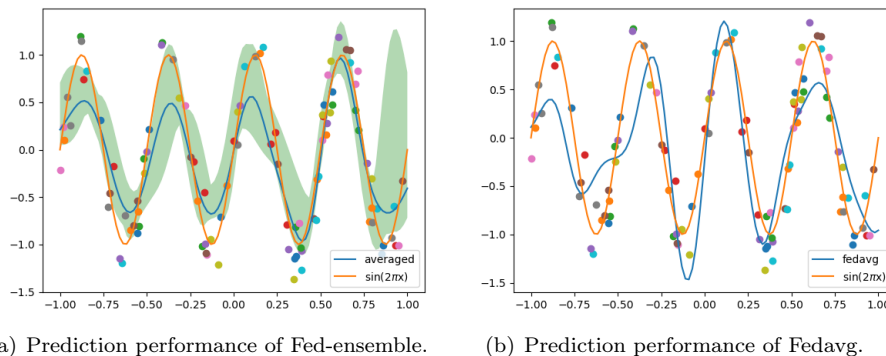 1.0
0.5
0.0
−0.5
−1.0
−1.5
−1.00 −0.75 −0.50 −0.25 0.00 0.25 0.50 0.75 1.00
averaged
sin(2πx)
1.0
0.5
0.0
−0.5
−1.0
−1.5
−1.00 −0.75 −0.50 −0.25 0.00 0.25 0.50 0.75 1.00
fedavg
sin(2πx)
a) Prediction performance of Fed-ensemble.
(b) Prediction performance of Fedavg.